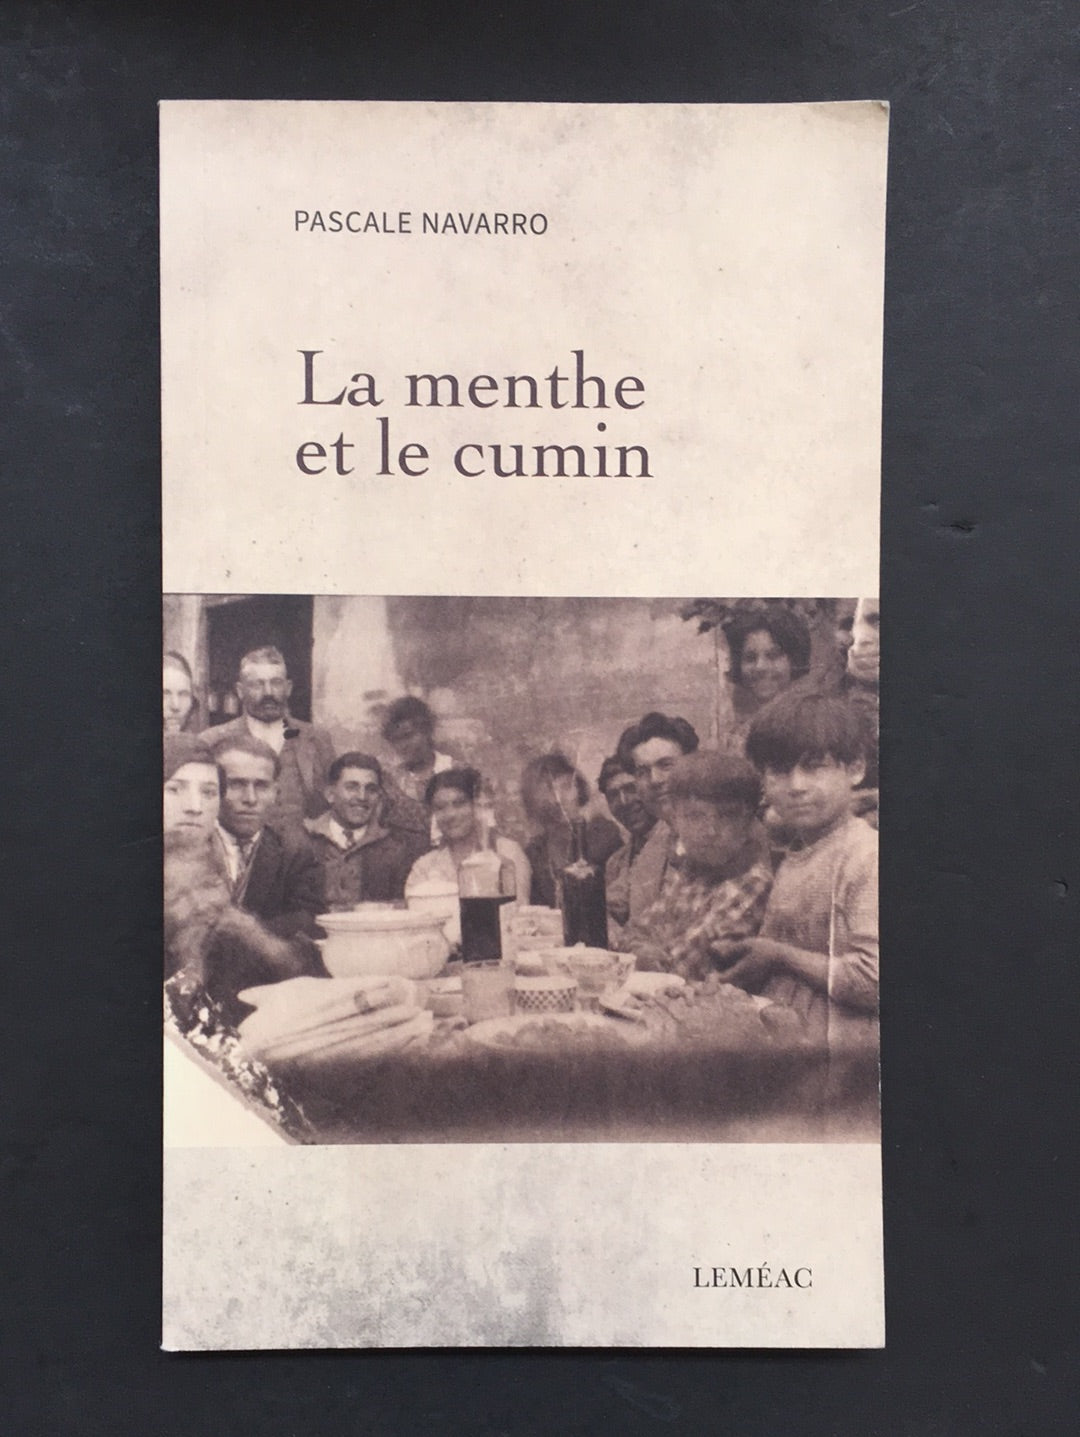 PASCALE NAVARRO
La menthe
et le cumin
LEMÉAC